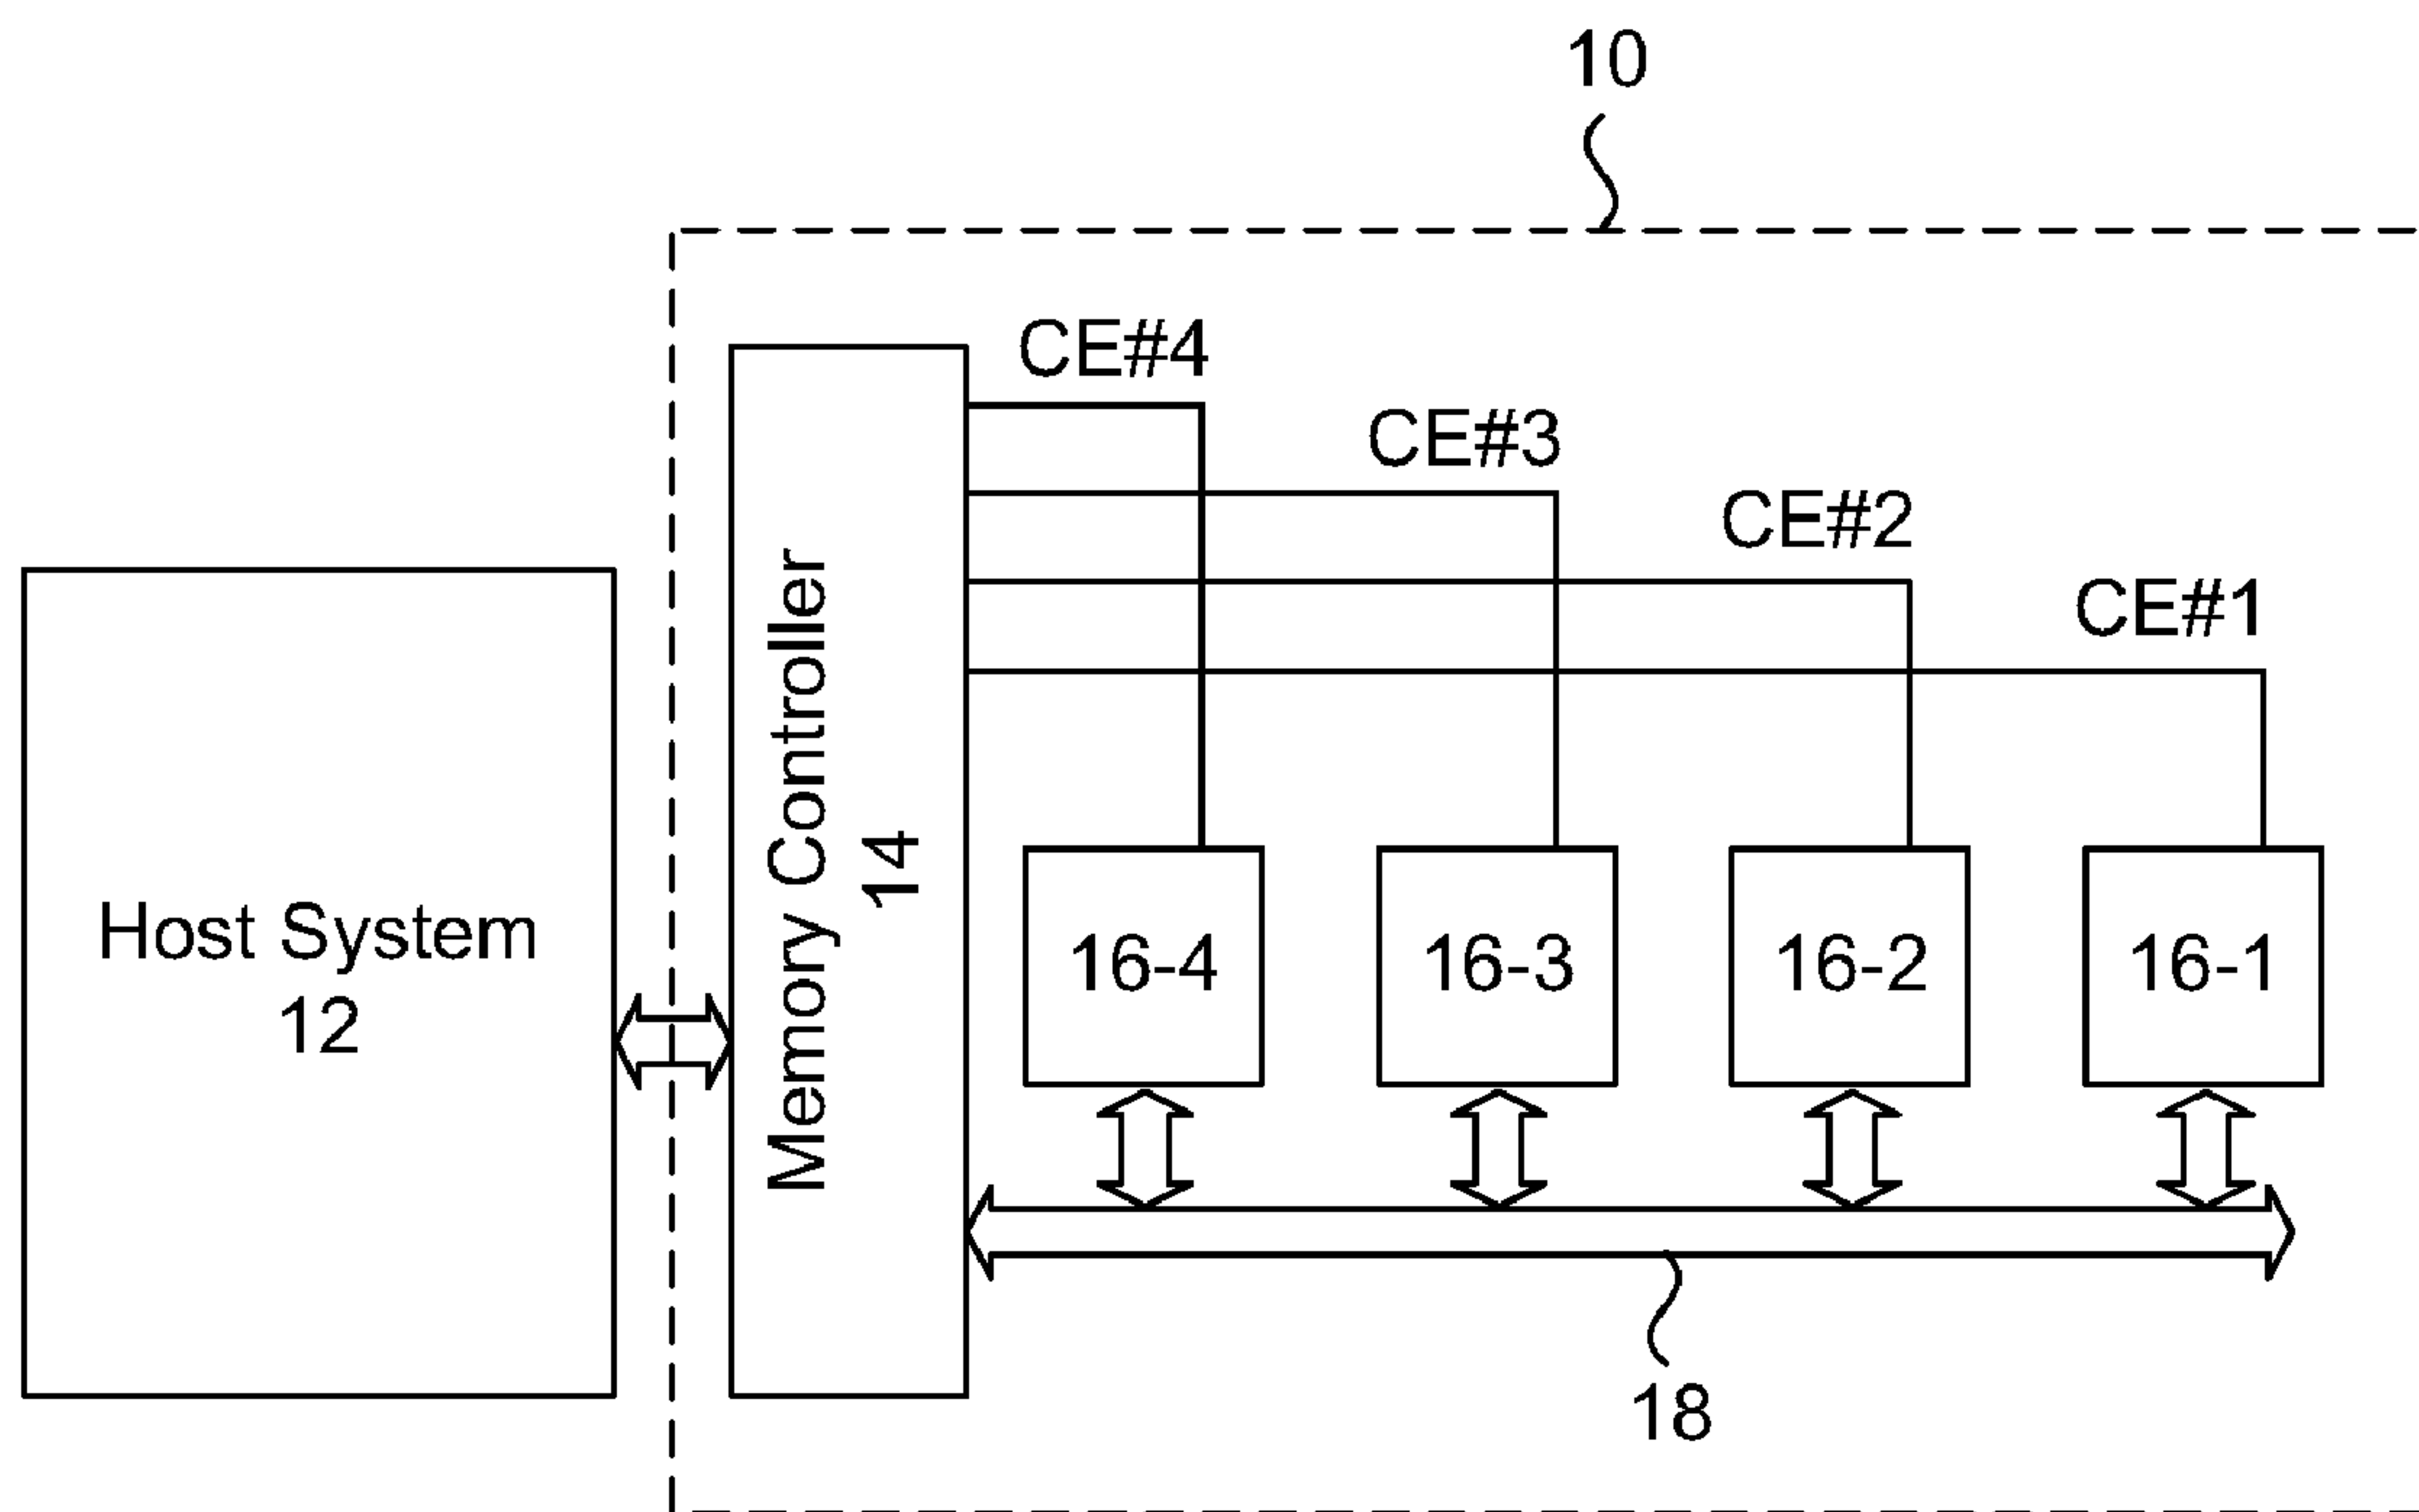 10
CE#4
CE#3
CE#2
CE#1
Host System
12
Memory Controller
14
16-4
16-3
16-2
16-1
18